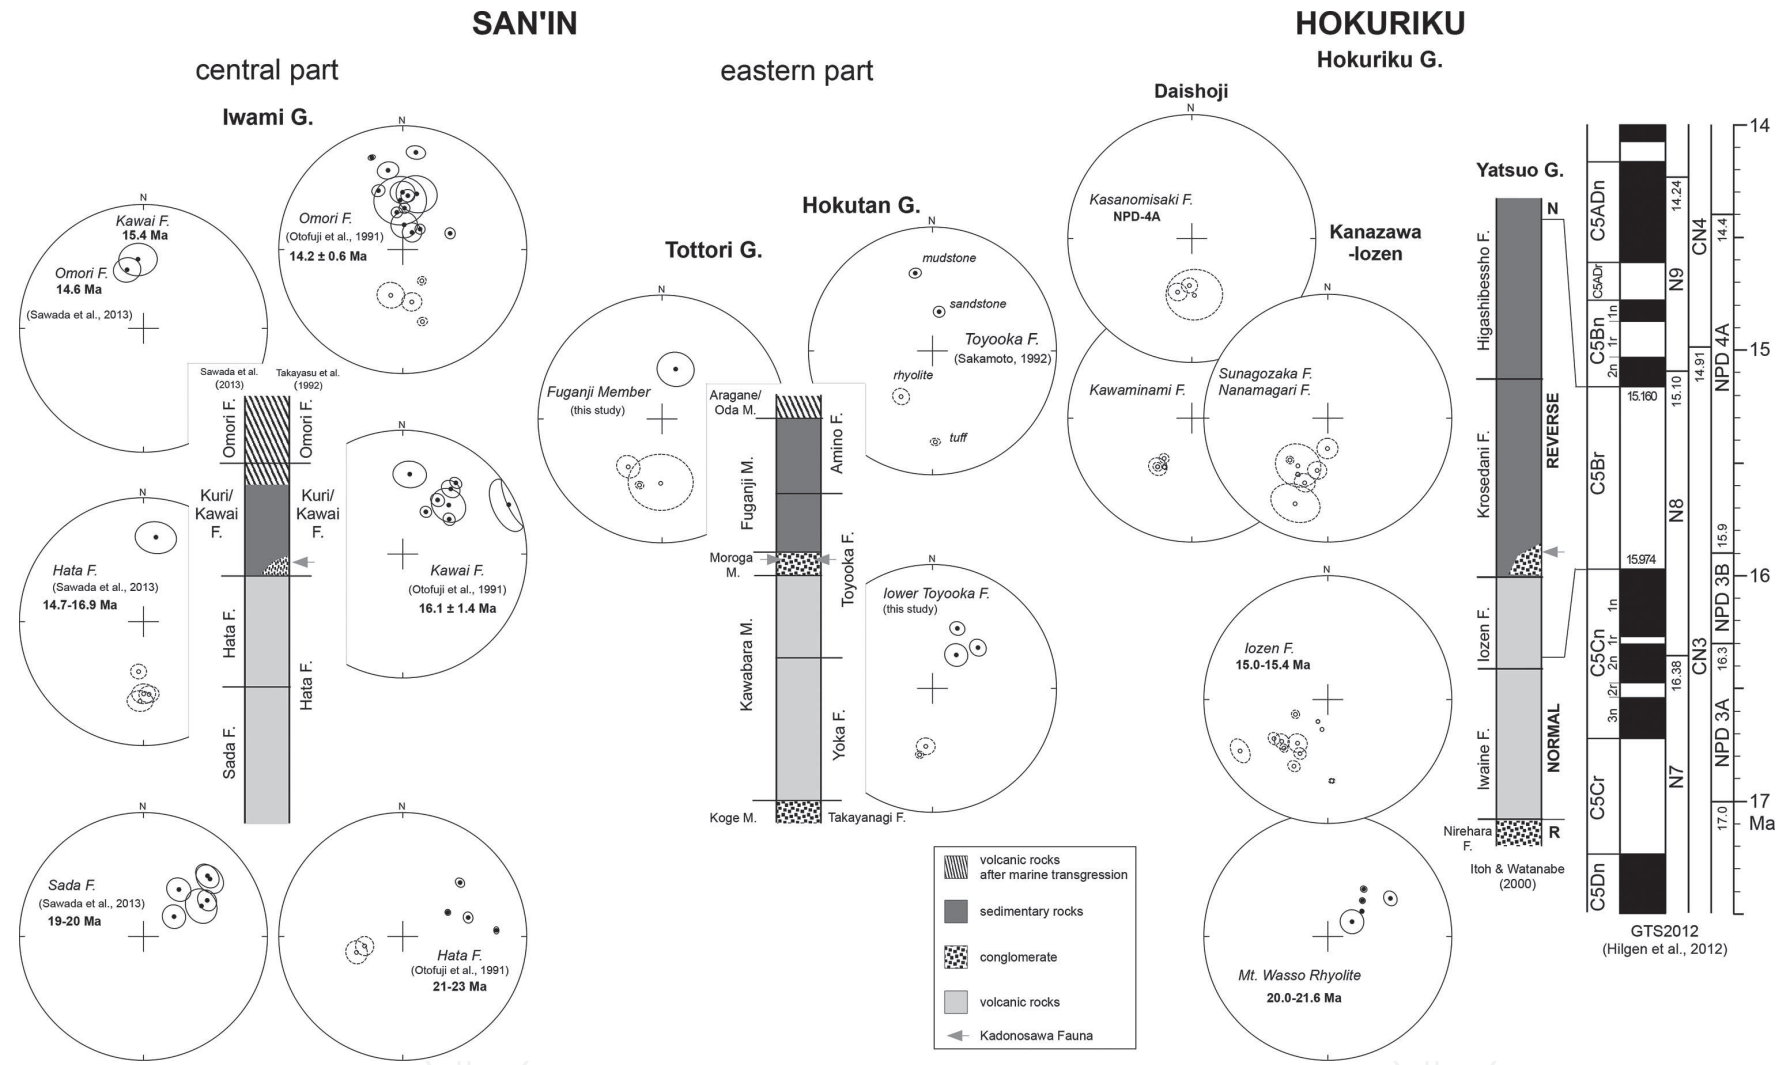 SAN'IN
HOKURIKU
Hokuriku G.
central part
eastern part
Iwami G.
N
Kawai F.
15.4 Ma
Omori F.
14.6 Ma
(Sawada et al., 2013)
N
Omori F.
(Otofuji et al., 1991)
14.2 ± 0.6 Ma
Sawada et al.
(2013)
Takayasu et al.
(1992)
Omori F.
Omori F.
Kuri/
Kawai
F.
Kuri/
Kawai
F.
Hata F.
Hata F.
Sada F.
N
Hata F.
(Sawada et al., 2013)
14.7-16.9 Ma
N
Kawai F.
(Otofuji et al., 1991)
16.1 ± 1.4 Ma
N
Sada F.
(Sawada et al., 2013)
19-20 Ma
N
Hata F.
(Otofuji et al., 1991)
21-23 Ma
Tottori G.
Hokutan G.
N
Fuganji Member
(this study)
N
mudstone
sandstone
Toyooka F.
(Sakamoto, 1992)
rhyolite
tuff
Aragane/
Oda M.
Fuganji M.
Moroga
M.
Kawabara M.
Koge M.
Amino F.
Toyooka F.
Yoka F.
Takayanagi F.
N
lower Toyooka F.
(this study)
volcanic rocks
after marine transgression
sedimentary rocks
conglomerate
volcanic rocks
Kadonosawa Fauna
Daishoji
N
Kasanomisaki F.
NPD-4A
Kawaminami F.
Kanazawa
-Iozen
N
Sunagozaka F.
Nanamagari F.
N
Iozen F.
15.0-15.4 Ma
N
Mt. Wasso Rhyolite
20.0-21.6 Ma
Yatsuo G.
N
Higashibessho F.
REVERSE
Krosedani F.
Iozen F.
NORMAL
Iwaine F.
Nirehara
F.
R
Itoh & Watanabe
(2000)
C5ADn
C5ADr
C5Bn
1n
1r
2n
C5Br
C5Cn
1n
1r
2n
2r
3n
C5Cr
C5Dn
15.160
15.974
14.24
N9
15.10
N8
16.38
N7
CN4
14.91
CN3
14.4
NPD 4A
15.9
NPD 3B
16.3
NPD 3A
17.0
14
15
16
17
Ma
GTS2012
(Hilgen et al., 2012)